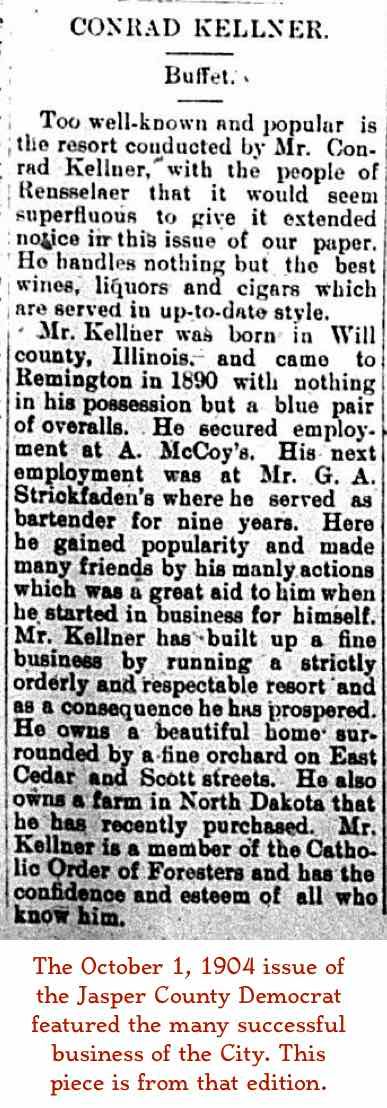 CONRAD KELLNER.
Buffet.
Too well-known and popular is
the resort conducted by Mr. Con-
rad Kellner, with the people of
Rensselaer that it would seem
superfluous to give it extended
notice in this issue of our paper.
He handles nothing but the best
wines, liquors and cigars which
are served in up-to-date style.
Mr. Kellner was born in Will
county, Illinois, and came to
Remington in 1890 with nothing
in his possession but a blue pair
of overalls. He secured employ-
ment at A. McCoy's. His next
employment was at Mr. G. A.
Strickfaden's where he served as
bartender for nine years. Here
he gained popularity and made
many friends by his manly actions
which was a great aid to him when
he started in business for himself.
Mr. Kellner has built up a fine
business by running a strictly
orderly and respectable resort and
as a consequence he has prospered.
He owns a beautiful home sur-
rounded by a fine orchard on East
Cedar and Scott streets. He also
owns a farm in North Dakota that
he has recently purchased. Mr.
Kellner is a member of the Catho-
lic Order of Foresters and has the
confidence and esteem of all who
know him.
The October 1, 1904 issue of
the Jasper County Democrat
featured the many successful
business of the City. This
piece is from that edition.